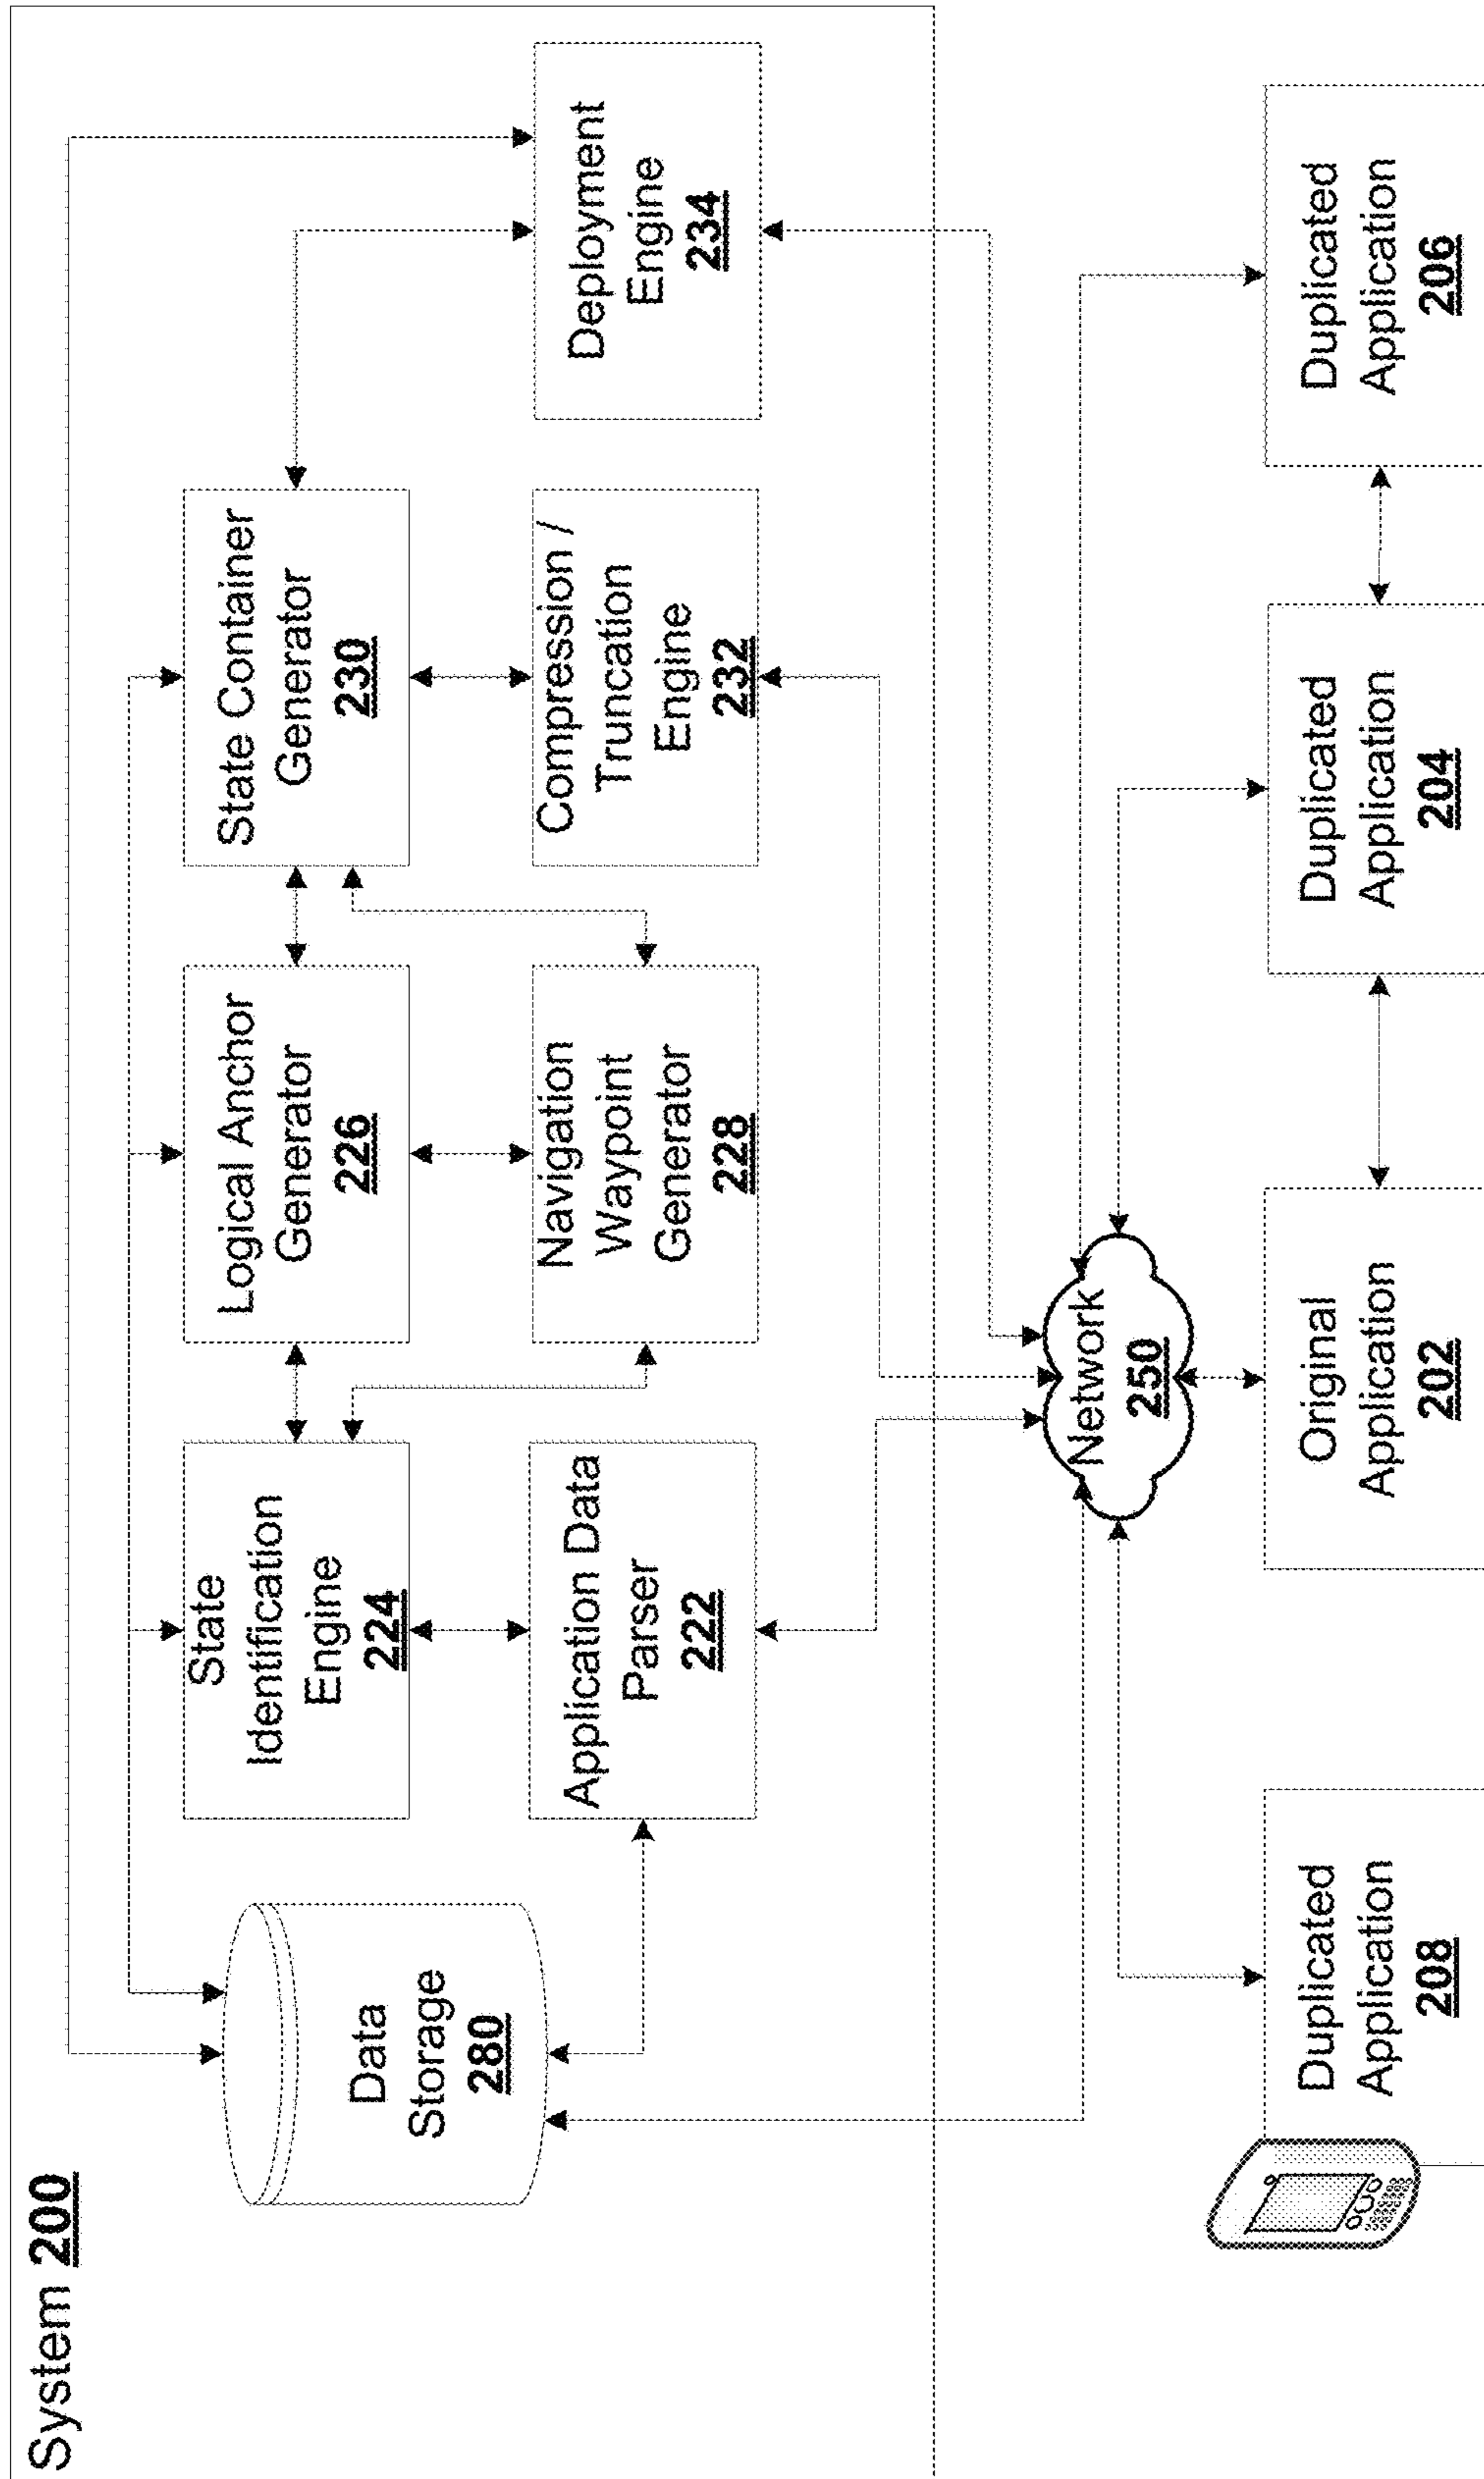 System 200
Data
Storage
280
State
Identification
Engine
224
Logical Anchor
Generator
226
State Container
Generator
230
Application Data
Parser
222
Navigation
Waypoint
Generator
228
Compression /
Truncation
Engine
232
Deployment
Engine
234
Network
250
Duplicated
Application
208
Original
Application
202
Duplicated
Application
204
Duplicated
Application
206